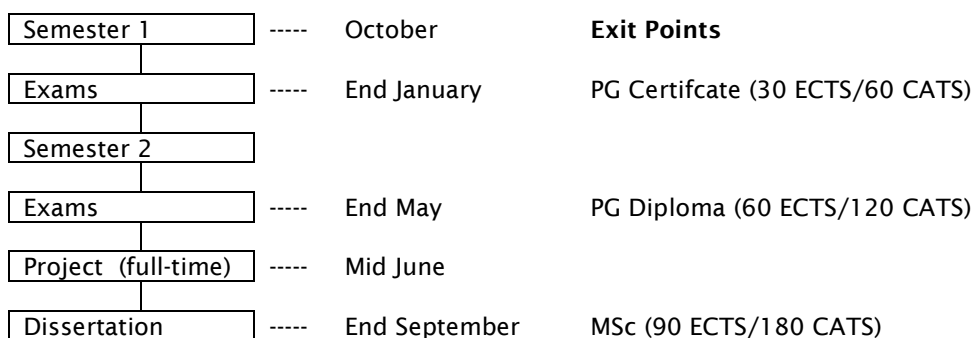 Semester 1 ----- October Exit Points
Exams ----- End January PG Certifcate (30 ECTS/60 CATS)
Semester 2
Exams ----- End May PG Diploma (60 ECTS/120 CATS)
Project (full-time) ----- Mid June
Dissertation ----- End September MSc (90 ECTS/180 CATS)